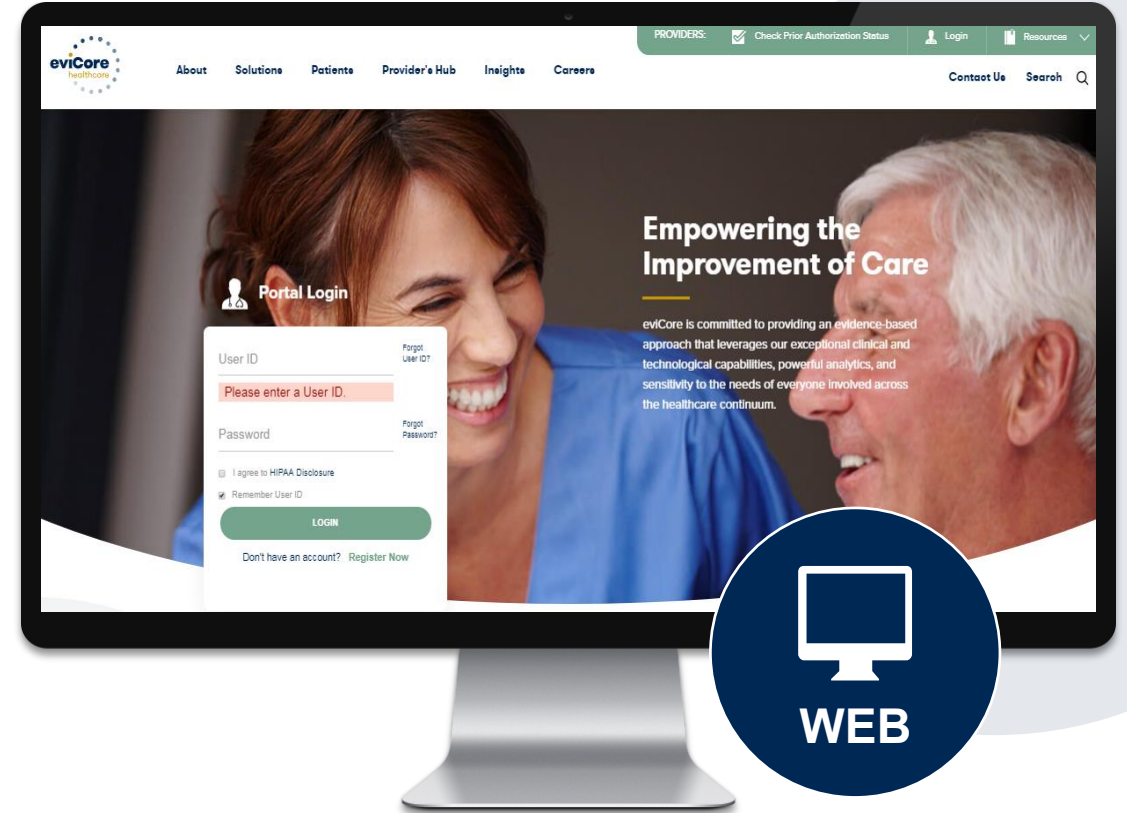 PROVIDERS: Check Prior Authorization Status Login Resources
eviCore
healthcare
About Solutions Patients Provider's Hub Insights Careers
Contact Us Search
Empowering the
Improvement of Care
eviCore is committed to providing an evidence-based
approach that leverages our exceptional clinical and
technological capabilities, powerful analytics, and
sensitivity to the needs of everyone involved across
the healthcare continuum.
Portal Login
User ID
Forgot
User ID?
Please enter a User ID.
Password
Forgot
Password?
I agree to HIPAA Disclosure
Remember User ID
LOGIN
Don't have an account? Register Now
WEB